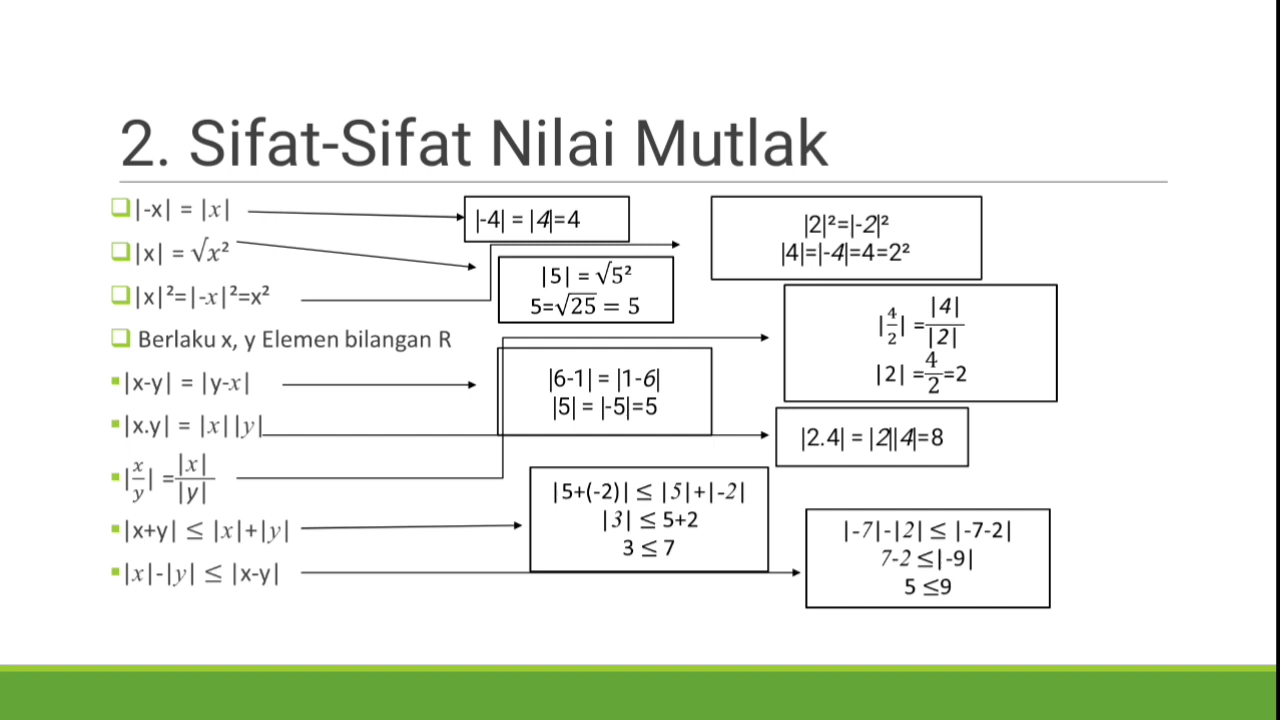 2. Sifat-Sifat Nilai Mutlak
|-x| = |x|
|x| = √x²
|x|²=|-x|²=x²
Berlaku x, y Elemen bilangan R
|x-y| = |y-x|
|x.y| = |x||y|
|x/y| =|x|/|y|
|x+y| ≤ |x|+|y|
|x|-|y| ≤ |x-y|
|-4| = |4|=4
|5| = √5²
5=√25 = 5
|2|²=|-2|²
|4|=|-4|=4=2²
|4/2| =|4|/|2|
|2| =4/2=2
|6-1| = |1-6|
|5| = |-5|=5
|2.4| = |2||4|=8
|5+(-2)| ≤ |5|+|-2|
|3| ≤ 5+2
3 ≤ 7
|-7|-|2| ≤ |-7-2|
7-2 ≤|-9|
5 ≤9